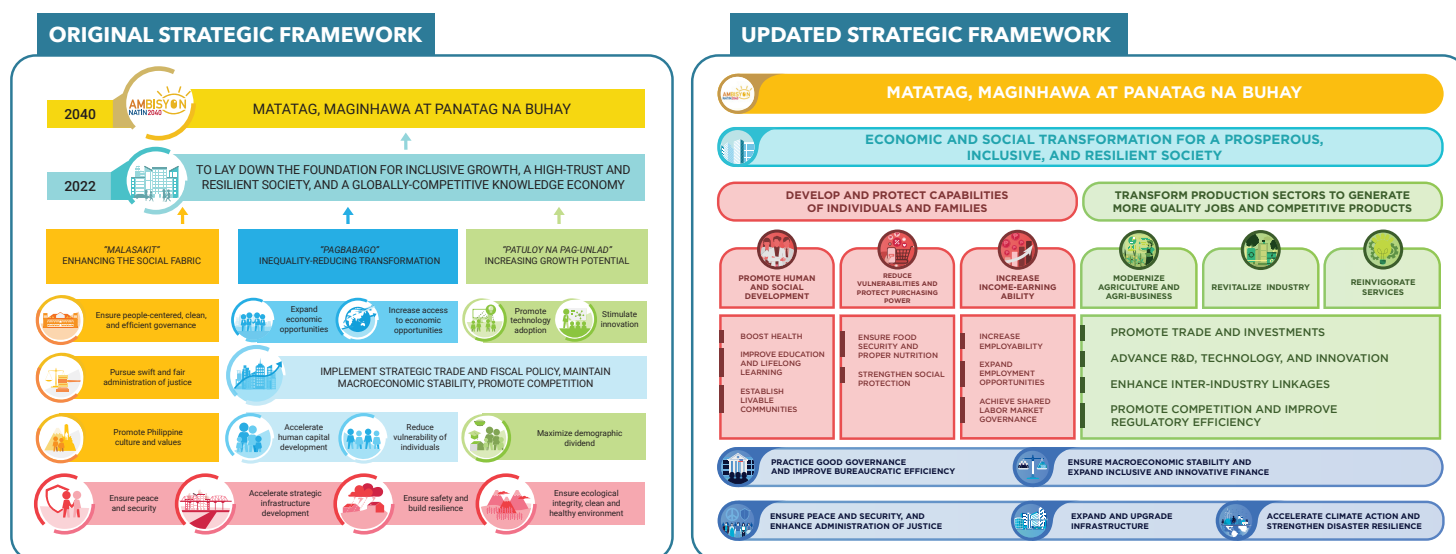 ORIGINAL STRATEGIC FRAMEWORK
2040
AMBISYON
NATIN 2040
MATATAG, MAGINHAWA AT PANATAG NA BUHAY
2022
TO LAY DOWN THE FOUNDATION FOR INCLUSIVE GROWTH, A HIGH-TRUST AND
RESILIENT SOCIETY, AND A GLOBALLY-COMPETITIVE KNOWLEDGE ECONOMY
"MALASAKIT"
ENHANCING THE SOCIAL FABRIC
"PAGBABAGO"
INEQUALITY-REDUCING TRANSFORMATION
"PATULOY NA PAG-UNLAD"
INCREASING GROWTH POTENTIAL
Ensure people-centered, clean,
and efficient governance
Expand
economic
opportunities
Increase access
to economic
opportunities
Promote
technology
adoption
Stimulate
innovation
Pursue swift and fair
administration of justice
IMPLEMENT STRATEGIC TRADE AND FISCAL POLICY, MAINTAIN
MACROECONOMIC STABILITY, PROMOTE COMPETITION
Promote Philippine
culture and values
Accelerate
human capital
development
Reduce
vulnerability of
individuals
Maximize demographic
dividend
Ensure peace
and security
Accelerate strategic
infrastructure
development
Ensure safety and
build resilience
Ensure ecological
integrity, clean and
healthy environment
UPDATED STRATEGIC FRAMEWORK
AMBISYON
NATIN 2040
MATATAG, MAGINHAWA AT PANATAG NA BUHAY
ECONOMIC AND SOCIAL TRANSFORMATION FOR A PROSPEROUS,
INCLUSIVE, AND RESILIENT SOCIETY
DEVELOP AND PROTECT CAPABILITIES
OF INDIVIDUALS AND FAMILIES
TRANSFORM PRODUCTION SECTORS TO GENERATE
MORE QUALITY JOBS AND COMPETITIVE PRODUCTS
PROMOTE HUMAN
AND SOCIAL
DEVELOPMENT
REDUCE
VULNERABILITIES AND
PROTECT PURCHASING
POWER
INCREASE
INCOME-EARNING
ABILITY
MODERNIZE
AGRICULTURE AND
AGRI-BUSINESS
REVITALIZE INDUSTRY
REINVIGORATE
SERVICES
BOOST HEALTH
IMPROVE EDUCATION
AND LIFELONG
LEARNING
ESTABLISH
LIVABLE
COMMUNITIES
ENSURE FOOD
SECURITY AND
PROPER NUTRITION
STRENGTHEN SOCIAL
PROTECTION
INCREASE
EMPLOYABILITY
EXPAND
EMPLOYMENT
OPPORTUNITIES
ACHIEVE SHARED
LABOR MARKET
GOVERNANCE
PROMOTE TRADE AND INVESTMENTS
ADVANCE R&D, TECHNOLOGY, AND INNOVATION
ENHANCE INTER-INDUSTRY LINKAGES
PROMOTE COMPETITION AND IMPROVE
REGULATORY EFFICIENCY
PRACTICE GOOD GOVERNANCE
AND IMPROVE BUREAUCRATIC EFFICIENCY
ENSURE MACROECONOMIC STABILITY AND
EXPAND INCLUSIVE AND INNOVATIVE FINANCE
ENSURE PEACE AND SECURITY, AND
ENHANCE ADMINISTRATION OF JUSTICE
EXPAND AND UPGRADE
INFRASTRUCTURE
ACCELERATE CLIMATE ACTION AND
STRENGTHEN DISASTER RESILIENCE